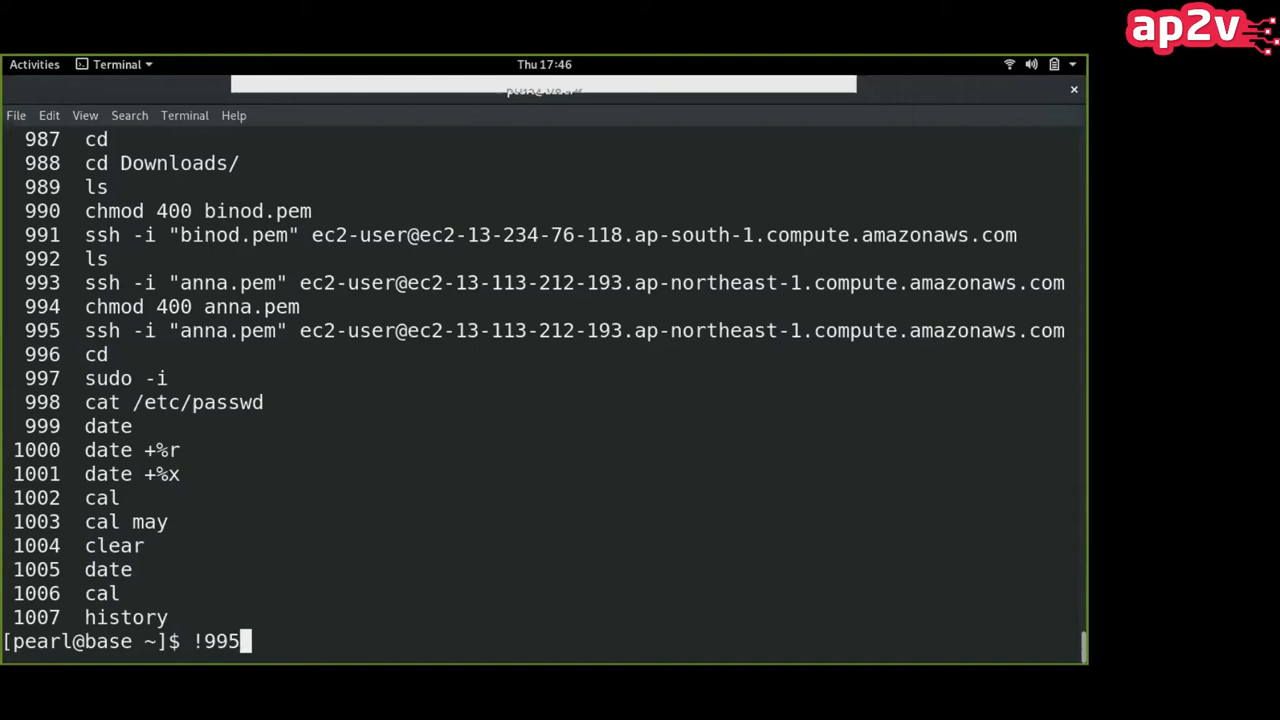 ap2v
Activities Terminal Thu 17:46
File Edit View Search Terminal Help
987 cd
988 cd Downloads/
989 ls
990 chmod 400 binod.pem
991 ssh -i "binod.pem" ec2-user@ec2-13-234-76-118.ap-south-1.compute.amazonaws.com
992 ls
993 ssh -i "anna.pem" ec2-user@ec2-13-113-212-193.ap-northeast-1.compute.amazonaws.com
994 chmod 400 anna.pem
995 ssh -i "anna.pem" ec2-user@ec2-13-113-212-193.ap-northeast-1.compute.amazonaws.com
996 cd
997 sudo -i
998 cat /etc/passwd
999 date
1000 date +%r
1001 date +%x
1002 cal
1003 cal may
1004 clear
1005 date
1006 cal
1007 history
[pearl@base ~]$ !995